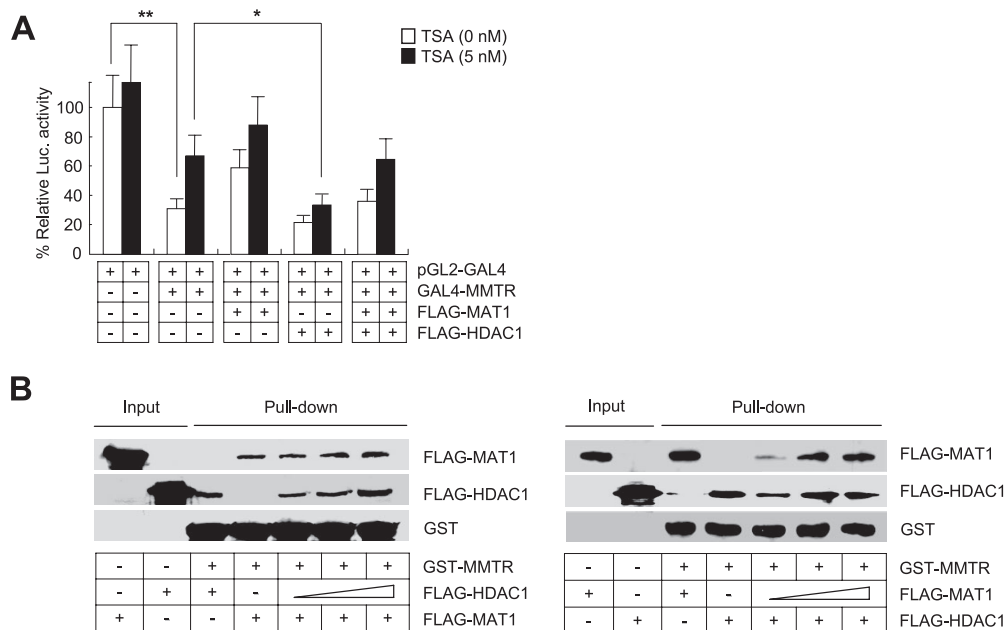 A
** *
TSA (0 nM)
TSA (5 nM)
% Relative Luc. activity
100
80
60
40
20
0
+ + + + + + + + + + pGL2-GAL4
- - + + + + + + + + GAL4-MMTR
- - - - + + - - + + FLAG-MAT1
- - - - - - + + + + FLAG-HDAC1
B
Input Pull-down
FLAG-MAT1
FLAG-HDAC1
GST
- - + + + + + GST-MMTR
- + + - FLAG-HDAC1
+ - - + + + + FLAG-MAT1
Input Pull-down
FLAG-MAT1
FLAG-HDAC1
GST
- - + + + + + GST-MMTR
+ - + - FLAG-MAT1
- + - + + + + FLAG-HDAC1